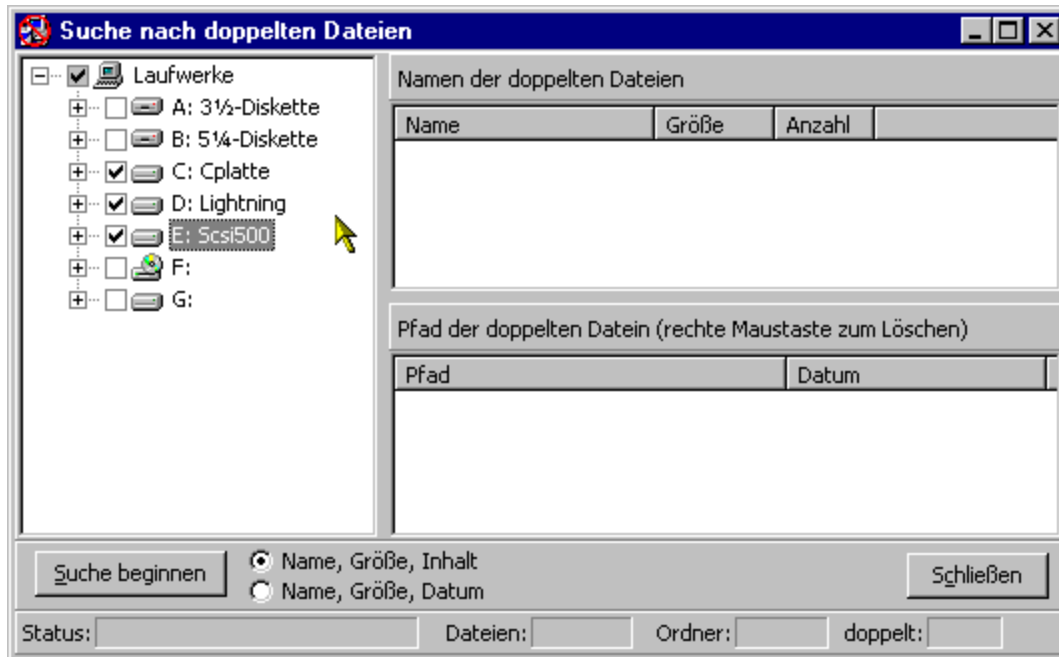 Suche nach doppelten Dateien
Laufwerke
A: 3½-Diskette
B: 5¼-Diskette
C: Cplatte
D: Lightning
E: Scsi500
F:
G:
Namen der doppelten Dateien
Name Größe Anzahl
Pfad der doppelten Datein (rechte Maustaste zum Löschen)
Pfad Datum
Suche beginnen
Name, Größe, Inhalt
Name, Größe, Datum
Schließen
Status: Dateien: Ordner: doppelt: